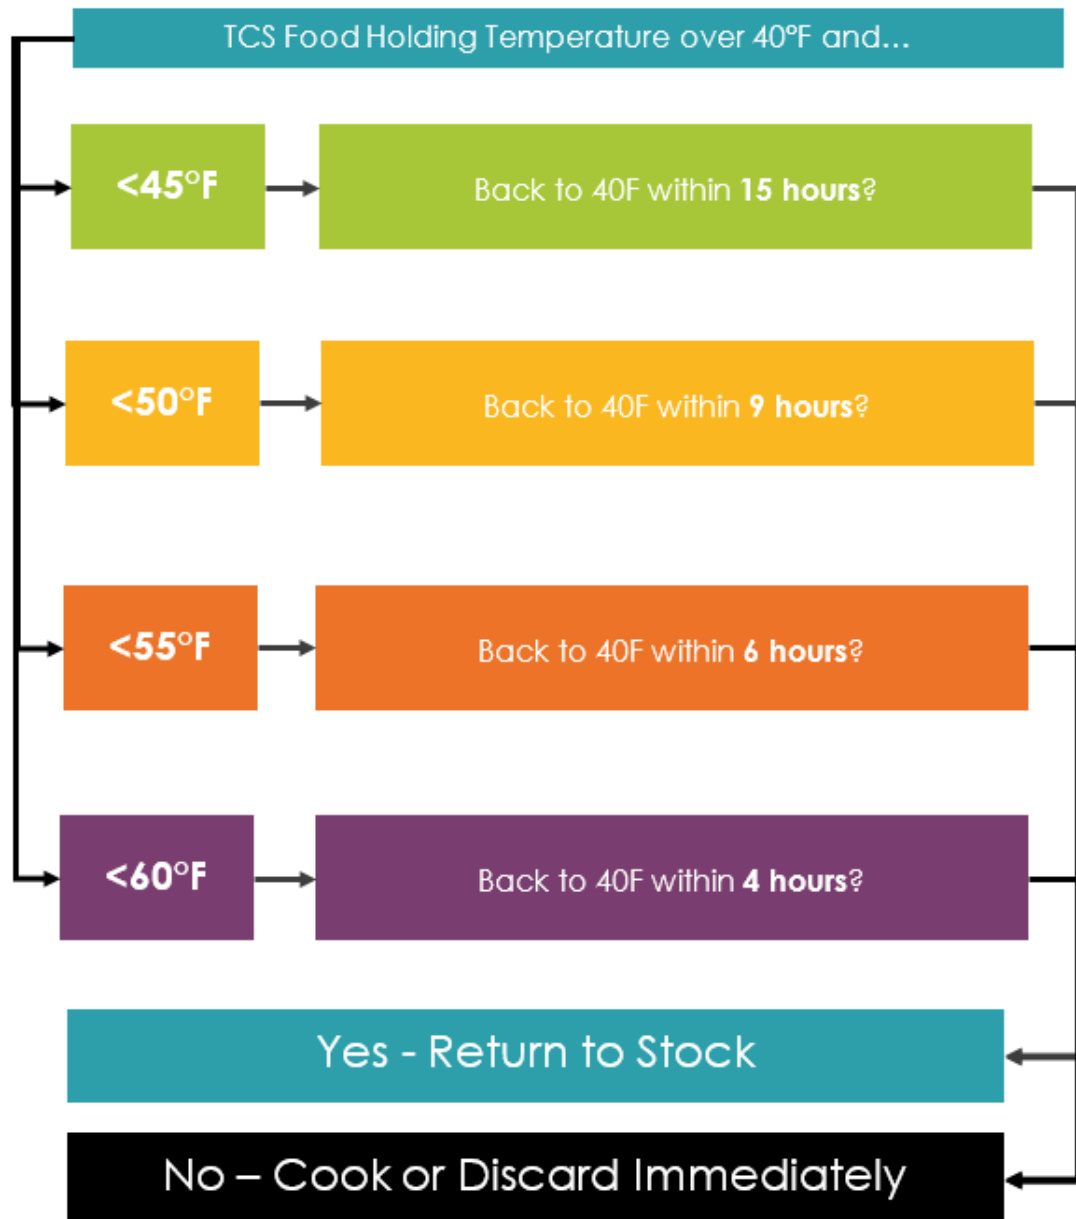 TCS Food Holding Temperature over 40°F and...
<45°F
Back to 40F within 15 hours?
<50°F
Back to 40F within 9 hours?
<55°F
Back to 40F within 6 hours?
<60°F
Back to 40F within 4 hours?
Yes - Return to Stock
No – Cook or Discard Immediately